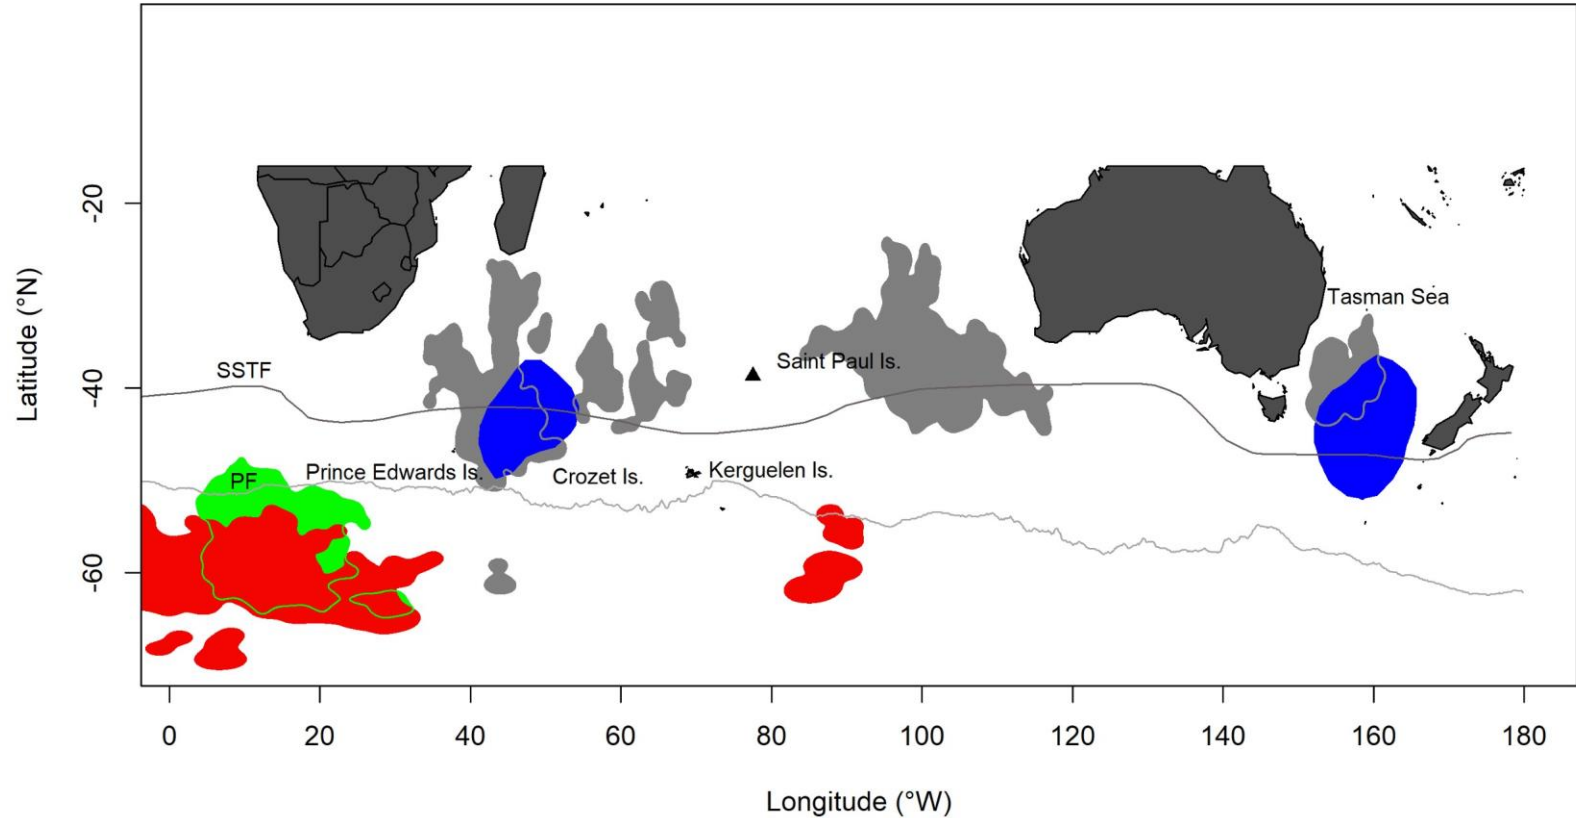 -20
Tasman Sea
Latitude (°N)
Saint Paul Is.
SSTF
-40
PF
Prince Edwards Is.
Crozet Is.
Kerguelen Is.
-60
0 20 40 60 80 100 120 140 160 180
Longitude (°W)